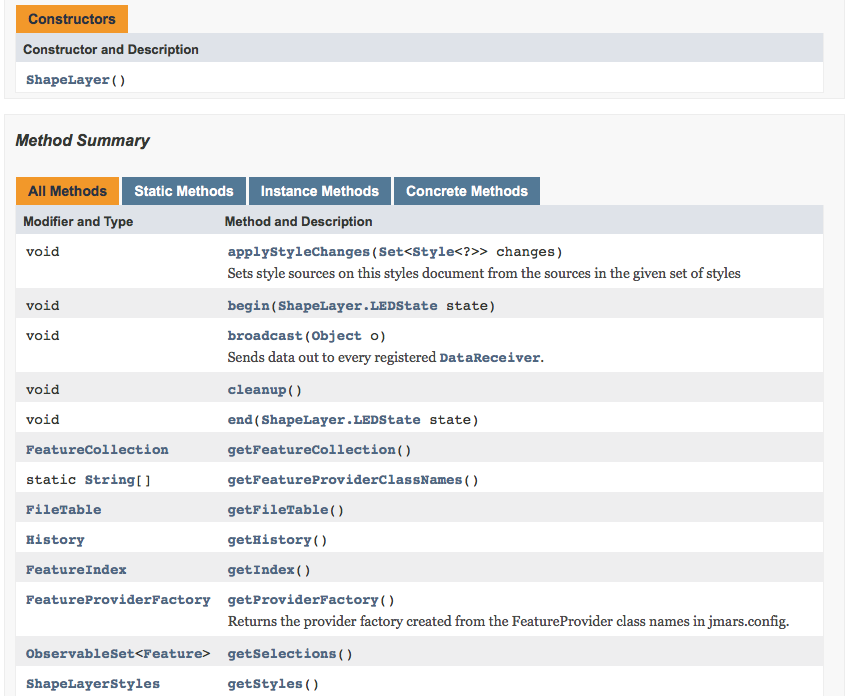 Constructors
Constructor and Description
ShapeLayer()
Method Summary
All Methods Static Methods Instance Methods Concrete Methods
Modifier and Type Method and Description
void applyStyleChanges(Set<Style<?>> changes)
Sets style sources on this styles document from the sources in the given set of styles
void begin(ShapeLayer.LEDState state)
void broadcast(Object o)
Sends data out to every registered DataReceiver.
void cleanup()
void end(ShapeLayer.LEDState state)
FeatureCollection getFeatureCollection()
static String[] getFeatureProviderClassNames()
FileTable getFileTable()
History getHistory()
FeatureIndex getIndex()
FeatureProviderFactory getProviderFactory()
Returns the provider factory created from the FeatureProvider class names in jmars.config.
ObservableSet<Feature> getSelections()
ShapeLayerStyles getStyles()